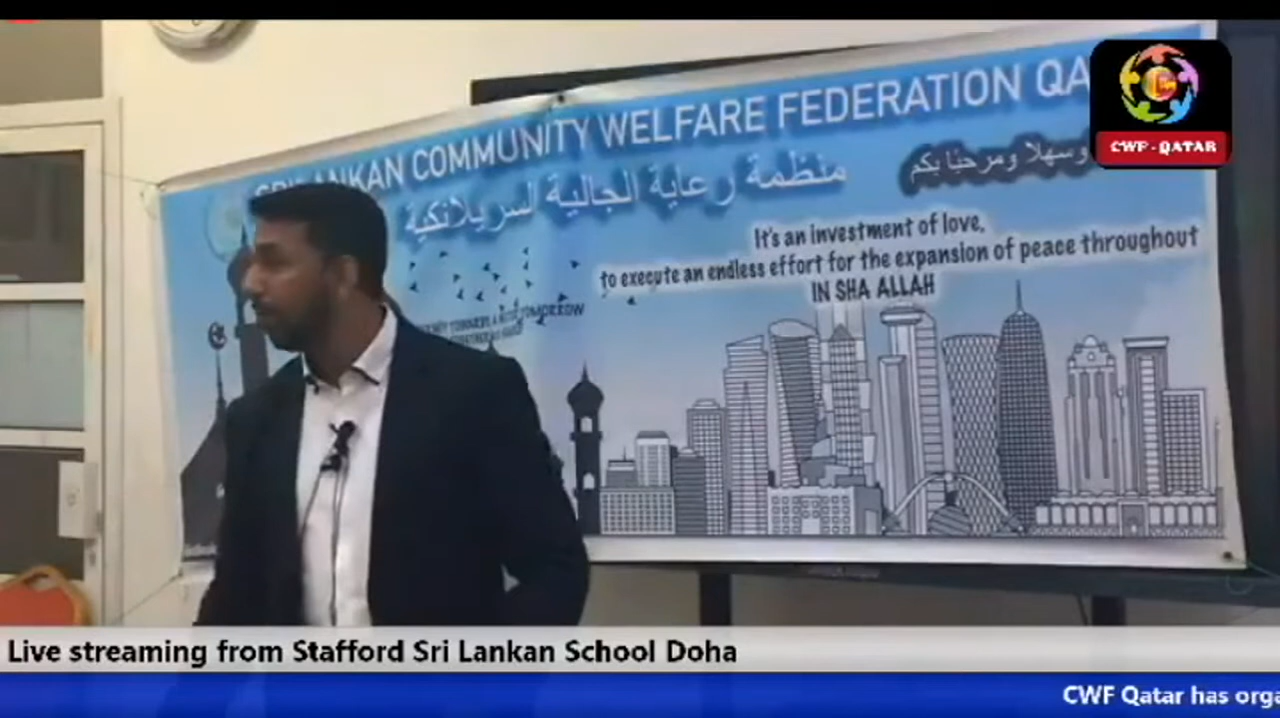 SRI LANKAN COMMUNITY WELFARE FEDERATION QA
منظمة رعاية الجالية لسريلانكية
وسهلا ومرحبا بكم
It's an investment of love,
to execute an endless effort for the expansion of peace throughout
IN SHA ALLAH
TOMORROW
CWF - QATAR
Live streaming from Stafford Sri Lankan School Doha
CWF Qatar has orga